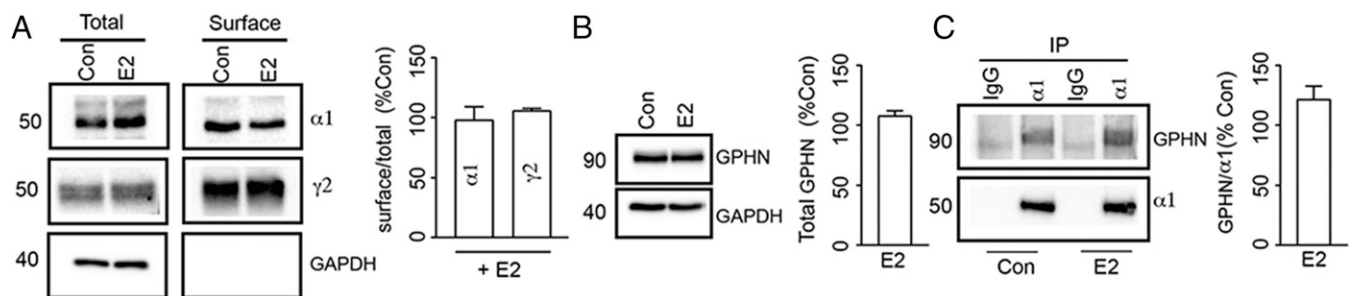 A
Total
Surface
Con
E2
Con
E2
50
α1
50
γ2
40
GAPDH
surface/total (%Con)
150
100
50
0
α1
γ2
+ E2
B
Con
E2
90
GPHN
40
GAPDH
Total GPHN (%Con)
150
100
50
0
E2
C
IP
IgG
α1
IgG
α1
90
GPHN
50
α1
Con
E2
GPHN/α1(% Con)
150
100
50
0
E2